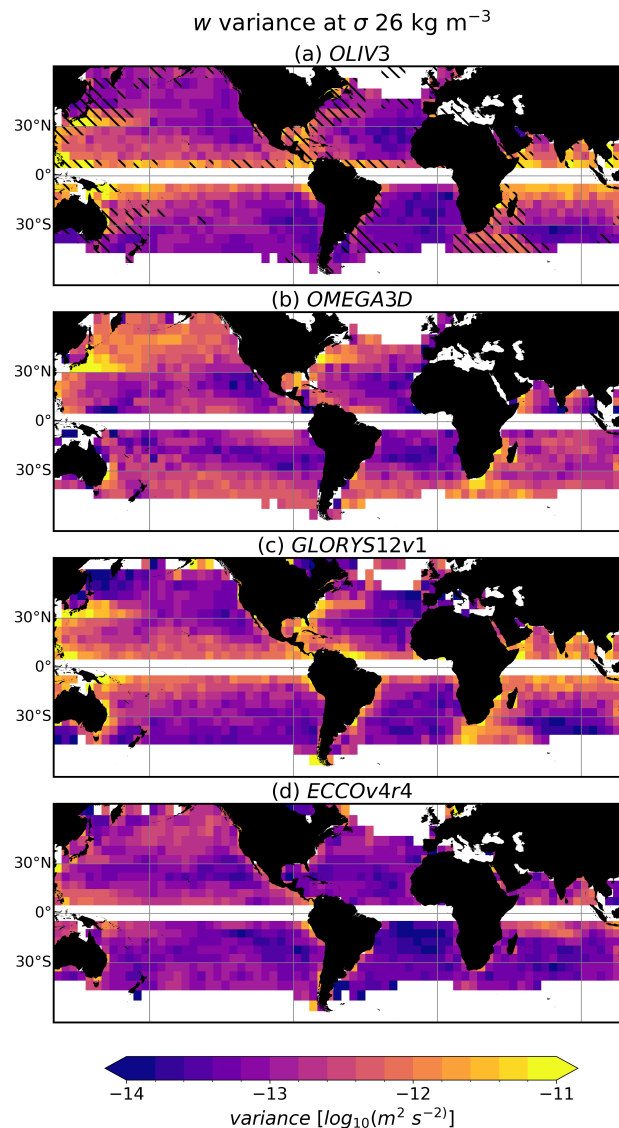 w variance at σ 26 kg m⁻³
(a) OLIV3
30°N
0°
30°S
(b) OMEGA3D
30°N
0°
30°S
(c) GLORYS12v1
30°N
0°
30°S
(d) ECCOv4r4
30°N
0°
30°S
−14 −13 −12 −11
variance [log₁₀(m² s⁻²)]